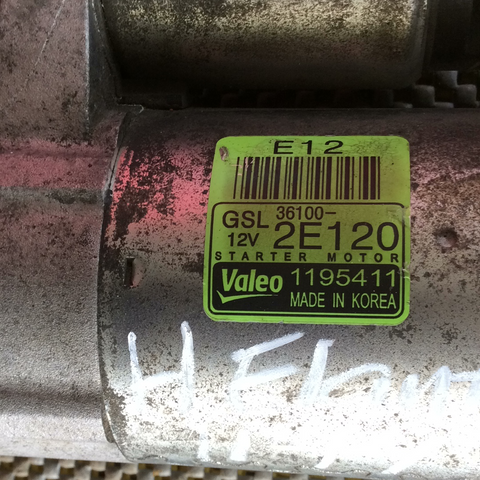 E12
GSL 36100-
12V 2E120
STARTER MOTOR
Valeo 1195411
MADE IN KOREA
H